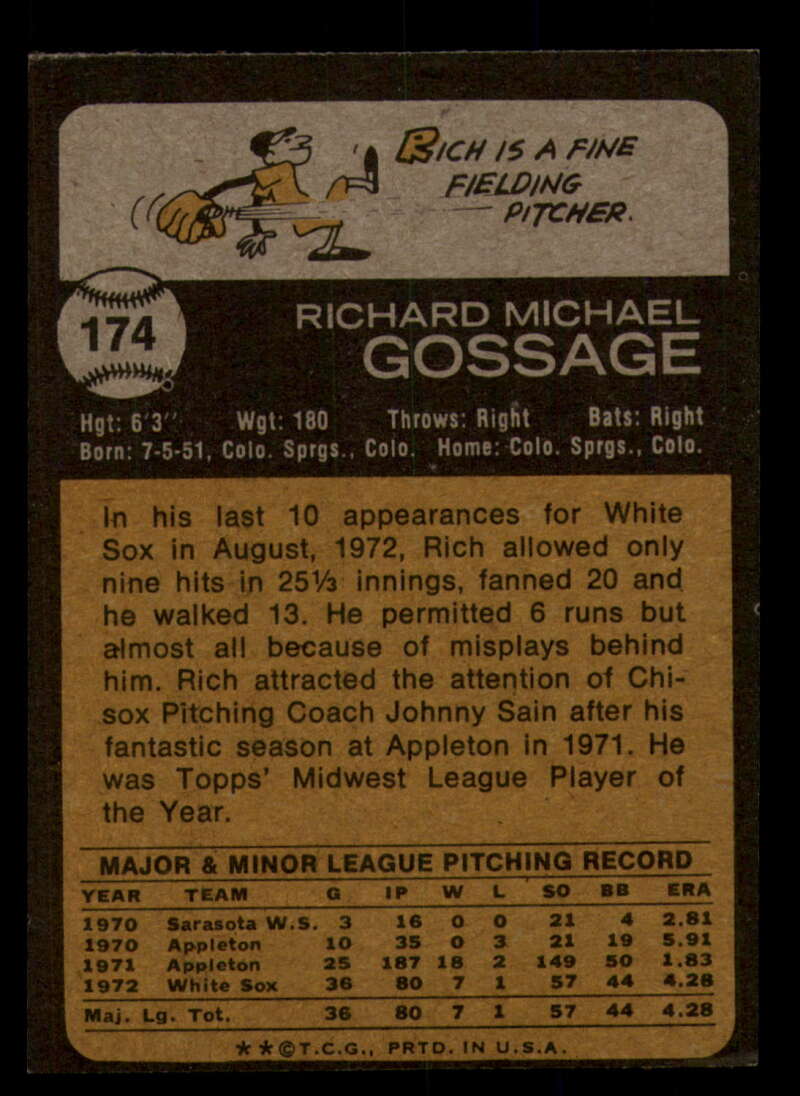 RICH IS A FINE
FIELDING
PITCHER.
174
RICHARD MICHAEL
GOSSAGE
Hgt: 6'3" Wgt: 180 Throws: Right Bats: Right
Born: 7-5-51, Colo. Sprgs., Colo. Home: Colo. Sprgs., Colo.
In his last 10 appearances for White
Sox in August, 1972, Rich allowed only
nine hits in 25⅓ innings, fanned 20 and
he walked 13. He permitted 6 runs but
almost all because of misplays behind
him. Rich attracted the attention of Chi-
sox Pitching Coach Johnny Sain after his
fantastic season at Appleton in 1971. He
was Topps' Midwest League Player of
the Year.
MAJOR & MINOR LEAGUE PITCHING RECORD
YEAR TEAM G IP W L SO BB ERA
1970 Sarasota W.S. 3 16 0 0 21 4 2.81
1970 Appleton 10 35 0 3 21 19 5.91
1971 Appleton 25 187 18 2 149 50 1.83
1972 White Sox 36 80 7 1 57 44 4.28
Maj. Lg. Tot. 36 80 7 1 57 44 4.28
**©T.C.G., PRTD. IN U.S.A.